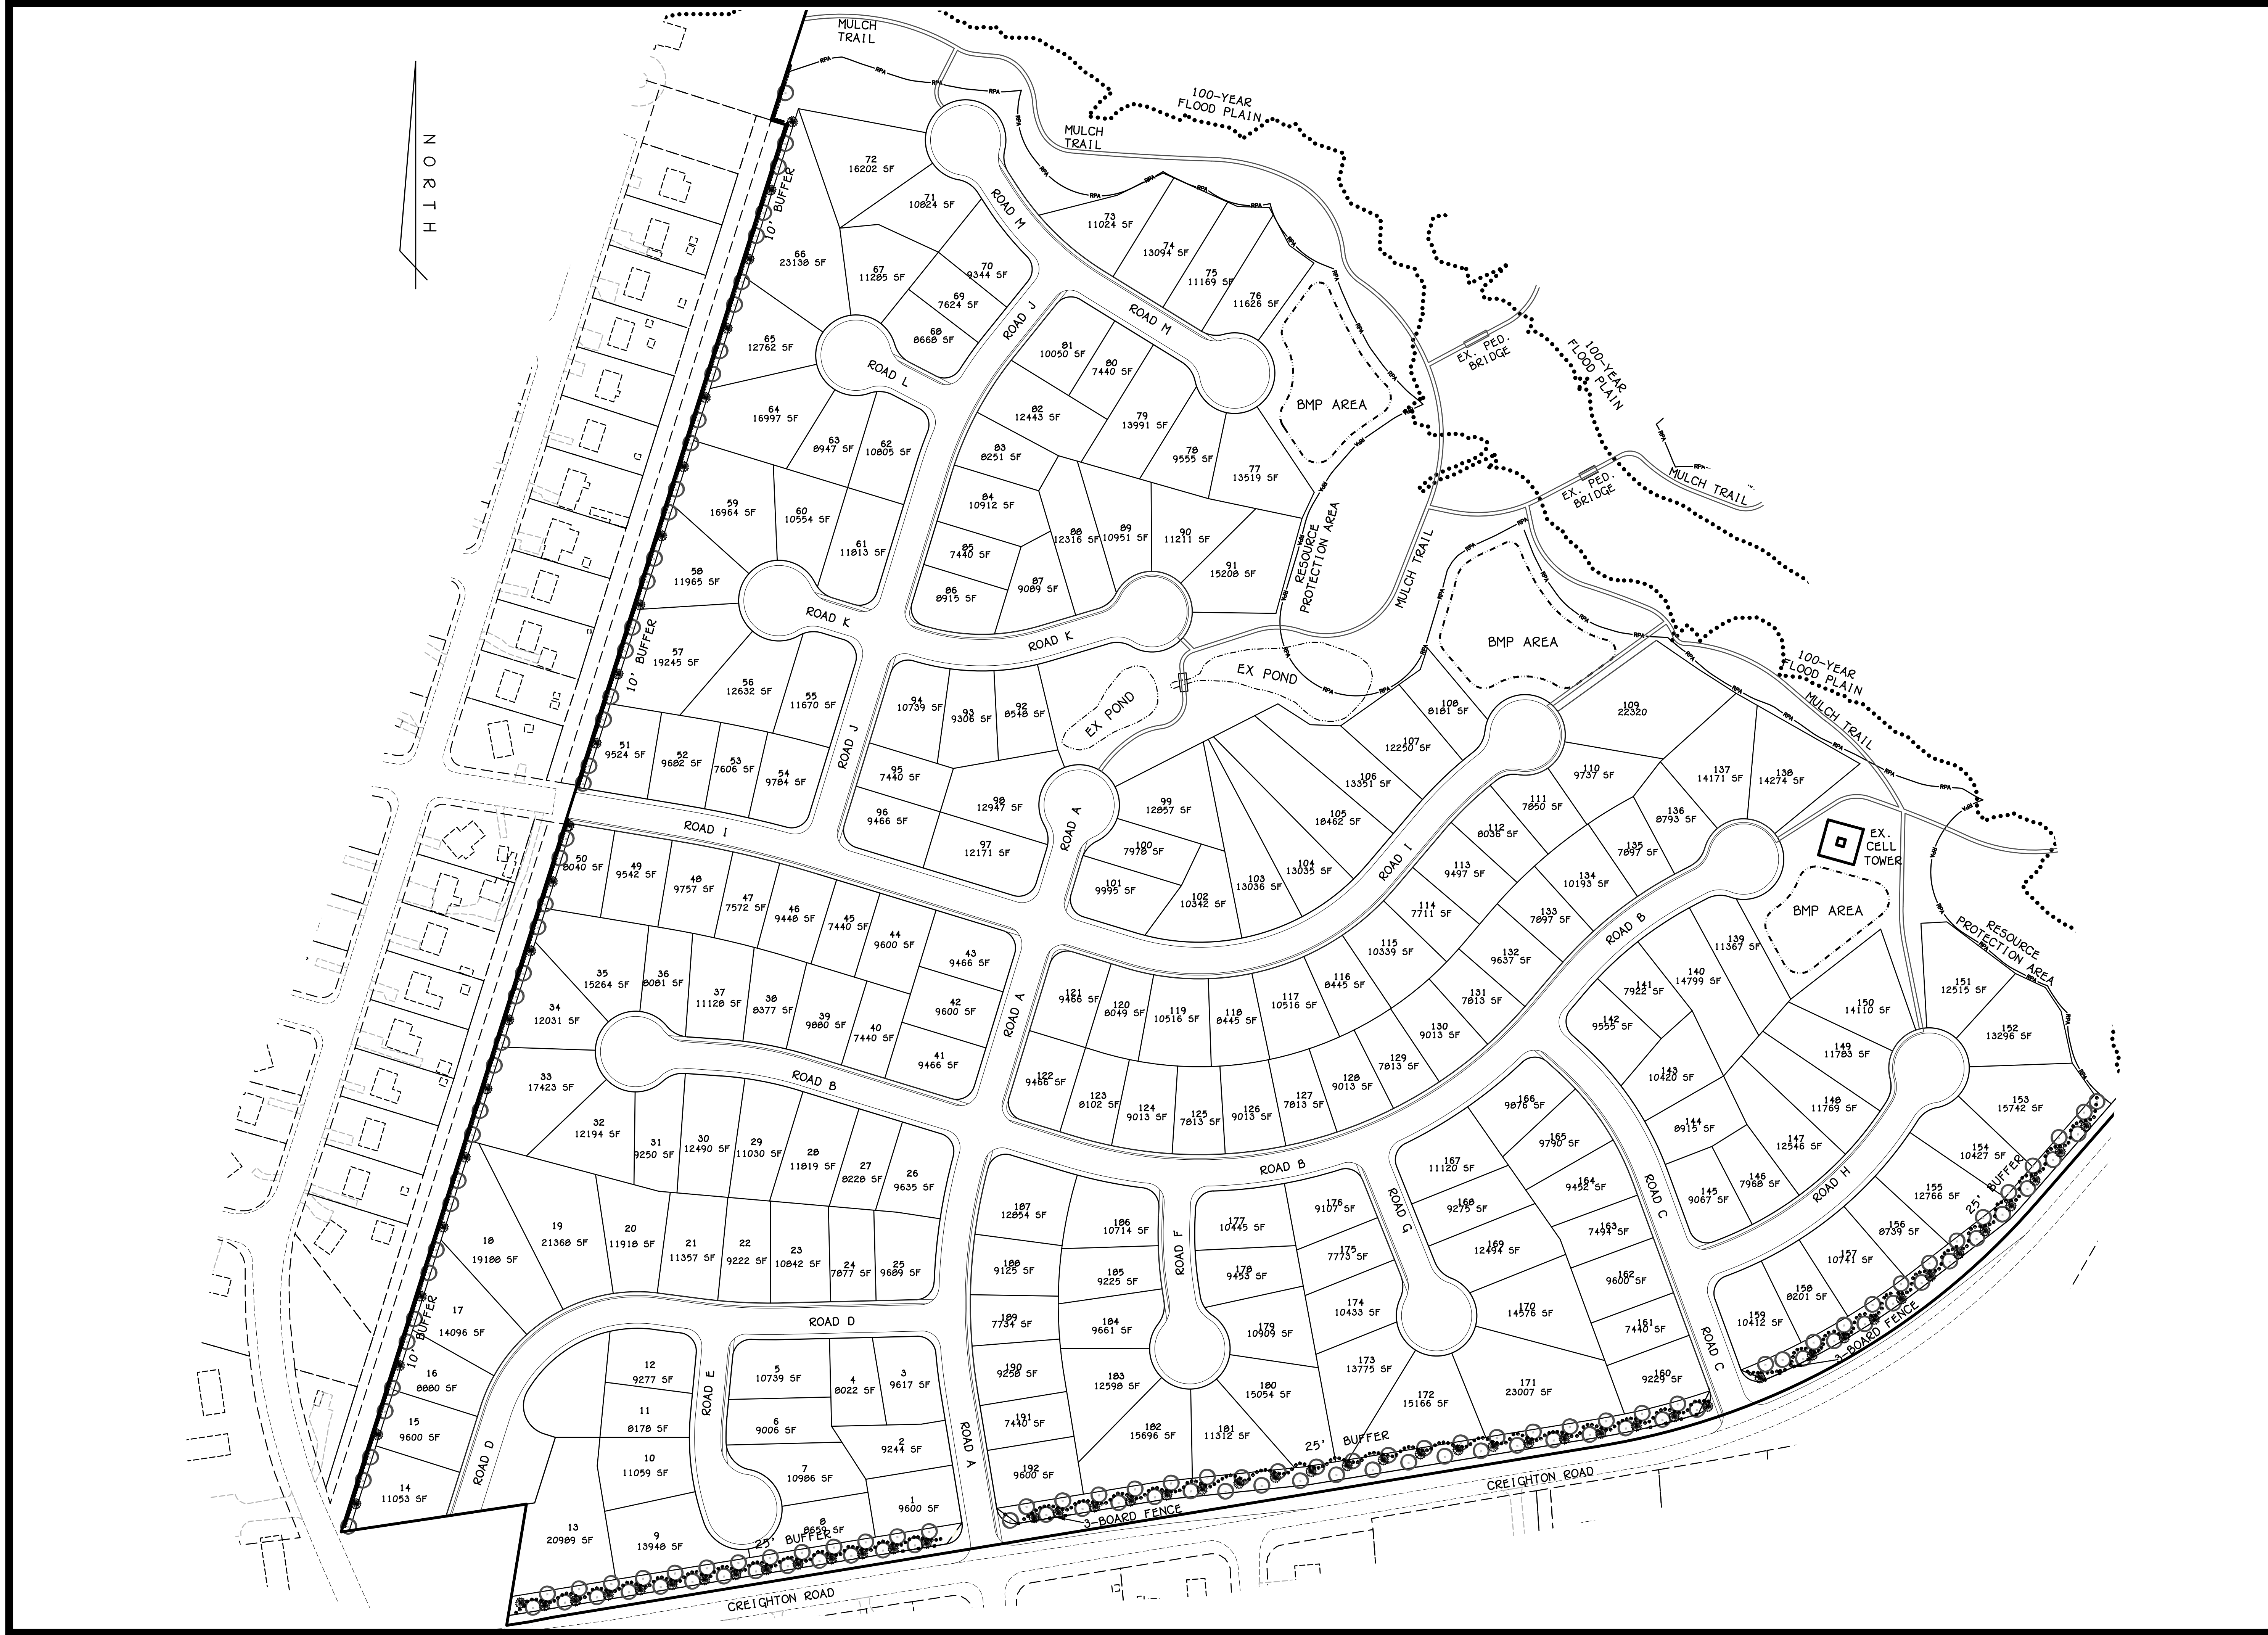 NORTH
MULCH
TRAIL
100-YEAR
FLOOD PLAIN
MULCH
TRAIL
10' BUFFER
72
16202 SF
71
10824 SF
ROAD M
73
11024 SF
74
13094 SF
75
11169 SF
76
11626 SF
66
23138 SF
67
11285 SF
70
9344 SF
69
7624 SF
68
8668 SF
ROAD J
ROAD M
65
12762 SF
ROAD L
81
10050 SF
80
7440 SF
79
13991 SF
78
9555 SF
77
13519 SF
BMP AREA
EX. PED.
BRIDGE
100-YEAR
FLOOD PLAIN
64
16997 SF
63
8947 SF
62
10805 SF
82
12443 SF
83
8251 SF
84
10912 SF
85
7440 SF
86
8915 SF
87
9089 SF
88
12316 SF
89
10951 SF
90
11211 SF
91
15208 SF
RESOURCE
PROTECTION AREA
MULCH TRAIL
EX. PED.
BRIDGE
MULCH TRAIL
59
16964 SF
60
10554 SF
61
11813 SF
58
11965 SF
ROAD K
ROAD K
10' BUFFER
57
19245 SF
56
12632 SF
55
11670 SF
51
9524 SF
52
9682 SF
53
7606 SF
54
9784 SF
ROAD J
94
10739 SF
93
9306 SF
92
8548 SF
EX POND
EX POND
BMP AREA
100-YEAR
FLOOD PLAIN
MULCH TRAIL
95
7440 SF
96
9466 SF
98
12947 SF
97
12171 SF
ROAD A
99
12857 SF
100
7978 SF
101
9995 SF
102
10342 SF
103
13036 SF
104
13035 SF
105
18462 SF
106
13351 SF
107
12250 SF
108
8181 SF
109
22320
110
9737 SF
111
7850 SF
112
8036 SF
113
9497 SF
114
7711 SF
115
10339 SF
116
8445 SF
117
10516 SF
118
8445 SF
119
10516 SF
120
8049 SF
121
9466 SF
ROAD I
ROAD I
137
14171 SF
138
14274 SF
136
8793 SF
135
7897 SF
134
10193 SF
133
7897 SF
132
9637 SF
131
7813 SF
130
9013 SF
129
7813 SF
128
9013 SF
127
7813 SF
126
9013 SF
125
7813 SF
124
9013 SF
123
8102 SF
122
9466 SF
EX.
CELL
TOWER
BMP AREA
RESOURCE
PROTECTION AREA
ROAD B
50
8040 SF
49
9542 SF
48
9757 SF
47
7572 SF
46
9448 SF
45
7440 SF
44
9600 SF
43
9466 SF
42
9600 SF
41
9466 SF
40
7440 SF
39
9880 SF
38
8377 SF
37
11128 SF
36
8081 SF
35
15264 SF
34
12031 SF
33
17423 SF
ROAD B
ROAD A
32
12194 SF
31
9250 SF
30
12490 SF
29
11030 SF
28
11819 SF
27
8228 SF
26
9635 SF
25
9689 SF
24
7877 SF
23
10842 SF
22
9222 SF
21
11357 SF
20
11918 SF
19
21368 SF
18
19188 SF
17
14096 SF
10' BUFFER
16
8880 SF
15
9600 SF
14
11053 SF
ROAD D
ROAD D
ROAD E
12
9277 SF
11
8178 SF
10
11059 SF
9
13948 SF
13
20989 SF
5
10739 SF
4
8022 SF
3
9617 SF
6
9006 SF
2
9244 SF
7
10986 SF
8
8659 SF
1
9600 SF
25' BUFFER
CREIGHTON ROAD
ROAD A
ROAD B
187
12854 SF
186
10714 SF
188
9125 SF
185
9225 SF
189
7734 SF
184
9661 SF
190
9258 SF
183
12598 SF
191
7440 SF
192
9600 SF
182
15696 SF
181
11312 SF
ROAD F
177
10445 SF
176
9107 SF
178
9453 SF
175
7773 SF
179
10909 SF
174
10433 SF
180
15054 SF
173
13775 SF
172
15166 SF
ROAD G
167
11120 SF
166
9876 SF
165
9790 SF
168
9275 SF
164
9452 SF
169
12494 SF
163
7494 SF
162
9600 SF
170
14576 SF
161
7440 SF
171
23007 SF
160
9229 SF
ROAD C
ROAD C
139
11367 SF
140
14799 SF
141
7922 SF
142
9555 SF
143
10420 SF
144
8915 SF
145
9067 SF
146
7968 SF
147
12546 SF
148
11769 SF
149
11783 SF
150
14110 SF
151
12515 SF
152
13296 SF
153
15742 SF
154
10427 SF
155
12766 SF
156
8739 SF
157
10741 SF
158
8201 SF
159
10412 SF
ROAD H
25' BUFFER
3-BOARD FENCE
25' BUFFER
3-BOARD FENCE
CREIGHTON ROAD